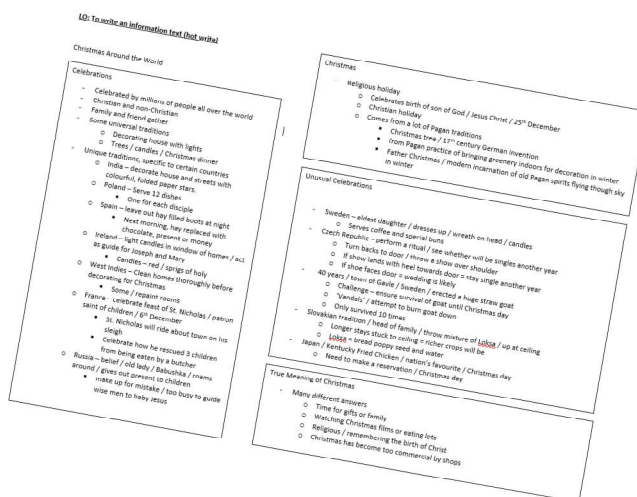 LO: To write an information text (hot write)
Christmas Around the World
Celebrations
- Celebrated by millions of people all over the world
- Christian and non-Christian
- Family and friend gather
- Some universal traditions
o Decorating house with lights
o Trees / candles / Christmas dinner
- Unique traditions, specific to certain countries
o India – decorate house and streets with
colourful, folded paper stars.
o Poland – Serve 12 dishes
• One for each disciple
o Spain – leave out hay filled boots at night
• Next morning, hay replaced with
chocolate, present or money
o Ireland – light candles in window of homes / act
as guide for Joseph and Mary
• Candles – red / sprigs of holy
o West Indies – Clean homes thoroughly before
decorating for Christmas
• Some / repaint rooms
o France – celebrate feast of St. Nicholas / patron
saint of children / 6th December
• St. Nicholas will ride about town on his
sleigh
• Celebrate how he rescued 3 children
from being eaten by a butcher
o Russia – belief / old lady / Babushka / roams
around / gives out present to children
• make up for mistake / too busy to guide
wise men to baby Jesus
Christmas
- Religious holiday
o Celebrates birth of son of God / Jesus Christ / 25th December
o Christian holiday
o Comes from a lot of Pagan traditions
• Christmas tree / 17th century German invention
• from Pagan practice of bringing greenery indoors for decoration in winter
• Father Christmas / modern incarnation of old Pagan spirits flying though sky
in winter
Unusual Celebrations
- Sweden – eldest daughter / dresses up / wreath on head / candles
o Serves coffee and special buns
- Czech Republic - perform a ritual / see whether will be singles another year
o Turn backs to door / throw a show over shoulder
o If show lands with heel towards door = stay single another year
o If shoe faces door = wedding is likely
- 40 years / town of Gavle / Sweden / erected a huge straw goat
o Challenge – ensure survival of goat until Christmas day
o 'Vandals' / attempt to burn goat down
o Only survived 10 times
- Slovakian tradition / head of family / throw mixture of Loksa / up at ceiling
o Longer stays stuck to ceiling = richer crops will be
o Loksa = bread poppy seed and water
- Japan / Kentucky Fried Chicken / nation's favourite / Christmas day
o Need to make a reservation / Christmas day
True Meaning of Christmas
- Many different answers
o Time for gifts or family
o Watching Christmas films or eating lots
o Religious / remembering the birth of Christ
o Christmas has become too commercial by shops